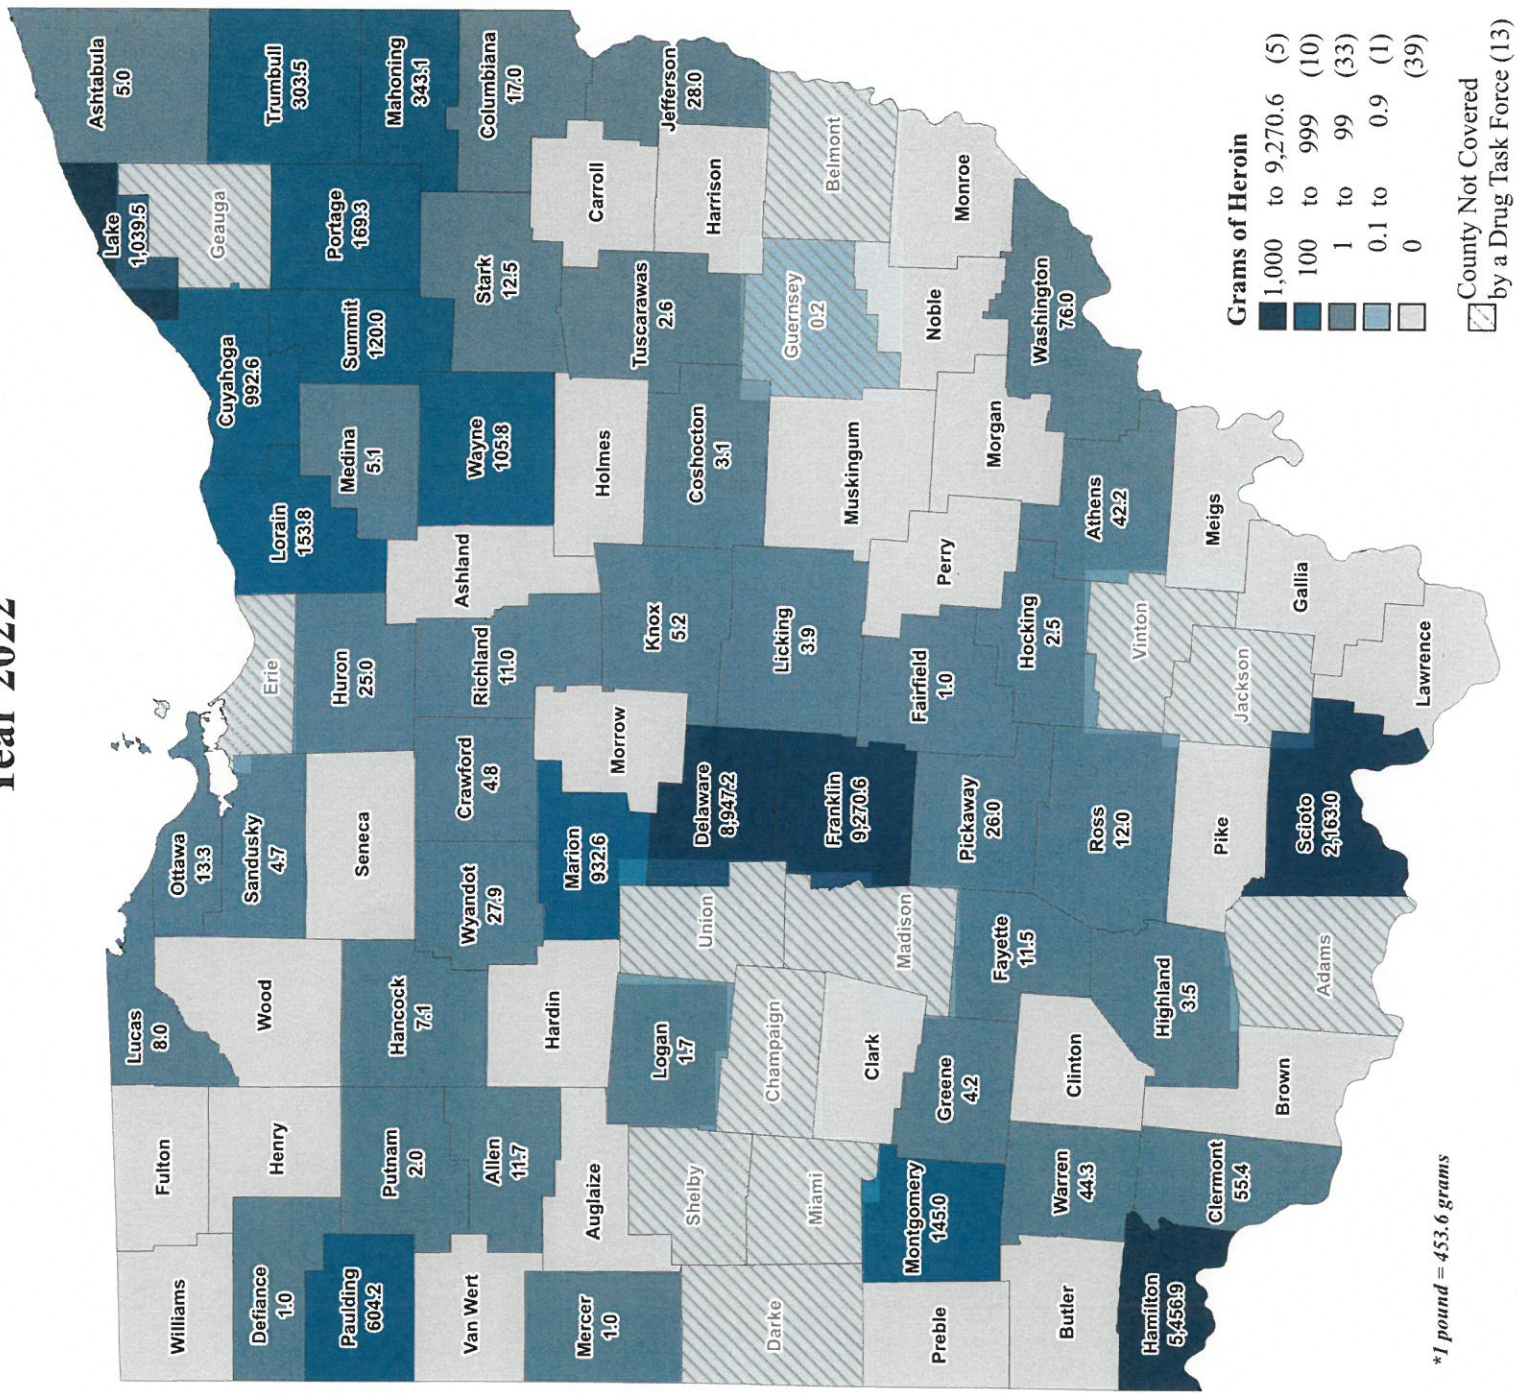 Year 2022
Ashtabula
5.0
Lake
1,039.5
Lucas
8.0
Fulton
Williams
Ottawa
13.3
Geauga
Cuyahoga
992.6
Trumbull
303.5
Defiance
1.0
Henry
Wood
Sandusky
4.7
Erie
Lorain
153.8
Paulding
604.2
Putnam
2.0
Hancock
7.1
Seneca
Huron
25.0
Medina
5.1
Summit
120.0
Portage
169.3
Mahoning
343.1
Van Wert
Allen
11.7
Wyandot
27.9
Crawford
4.8
Richland
11.0
Ashland
Wayne
105.8
Stark
12.5
Columbiana
17.0
Mercer
1.0
Auglaize
Hardin
Marion
932.6
Morrow
Knox
5.2
Holmes
Tuscarawas
2.6
Carroll
Jefferson
28.0
Shelby
Logan
1.7
Union
Delaware
8,947.2
Coshocton
3.1
Harrison
Darke
Miami
Champaign
Licking
3.9
Muskingum
Guernsey
0.2
Belmont
Preble
Montgomery
145.0
Clark
Madison
Franklin
9,270.6
Fairfield
1.0
Perry
Morgan
Noble
Monroe
Greene
4.2
Fayette
11.5
Pickaway
26.0
Hocking
2.5
Athens
42.2
Washington
76.0
Butler
Warren
44.3
Clinton
Highland
3.5
Ross
12.0
Vinton
Meigs
Hamilton
5,456.9
Clermont
55.4
Brown
Adams
Pike
Jackson
Gallia
Scioto
2,163.0
Lawrence
Grams of Heroin
1,000 to 9,270.6 (5)
100 to 999 (10)
1 to 99 (33)
0.1 to 0.9 (1)
0 (39)
County Not Covered
by a Drug Task Force (13)
*1 pound = 453.6 grams